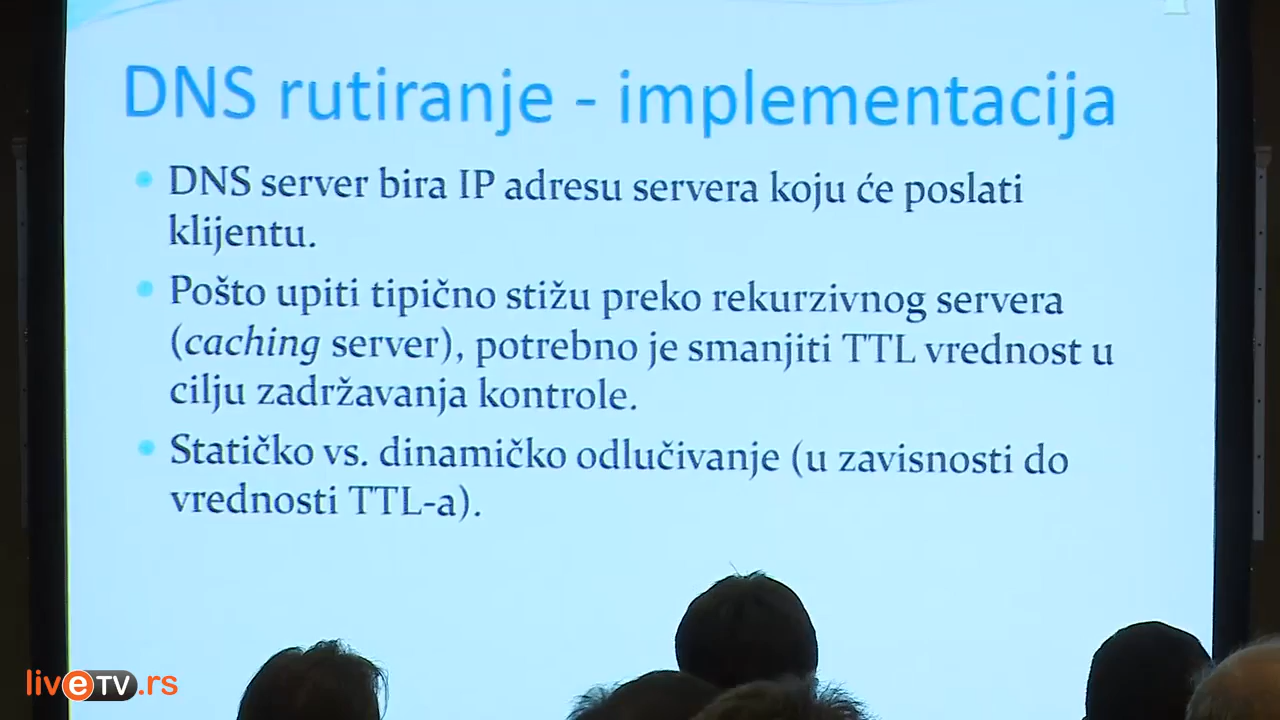 DNS rutiranje - implementacija
• DNS server bira IP adresu servera koju će poslati
klijentu.
• Pošto upiti tipično stižu preko rekurzivnog servera
(caching server), potrebno je smanjiti TTL vrednost u
cilju zadržavanja kontrole.
• Statičko vs. dinamičko odlučivanje (u zavisnosti do
vrednosti TTL-a).
liveTV.rs